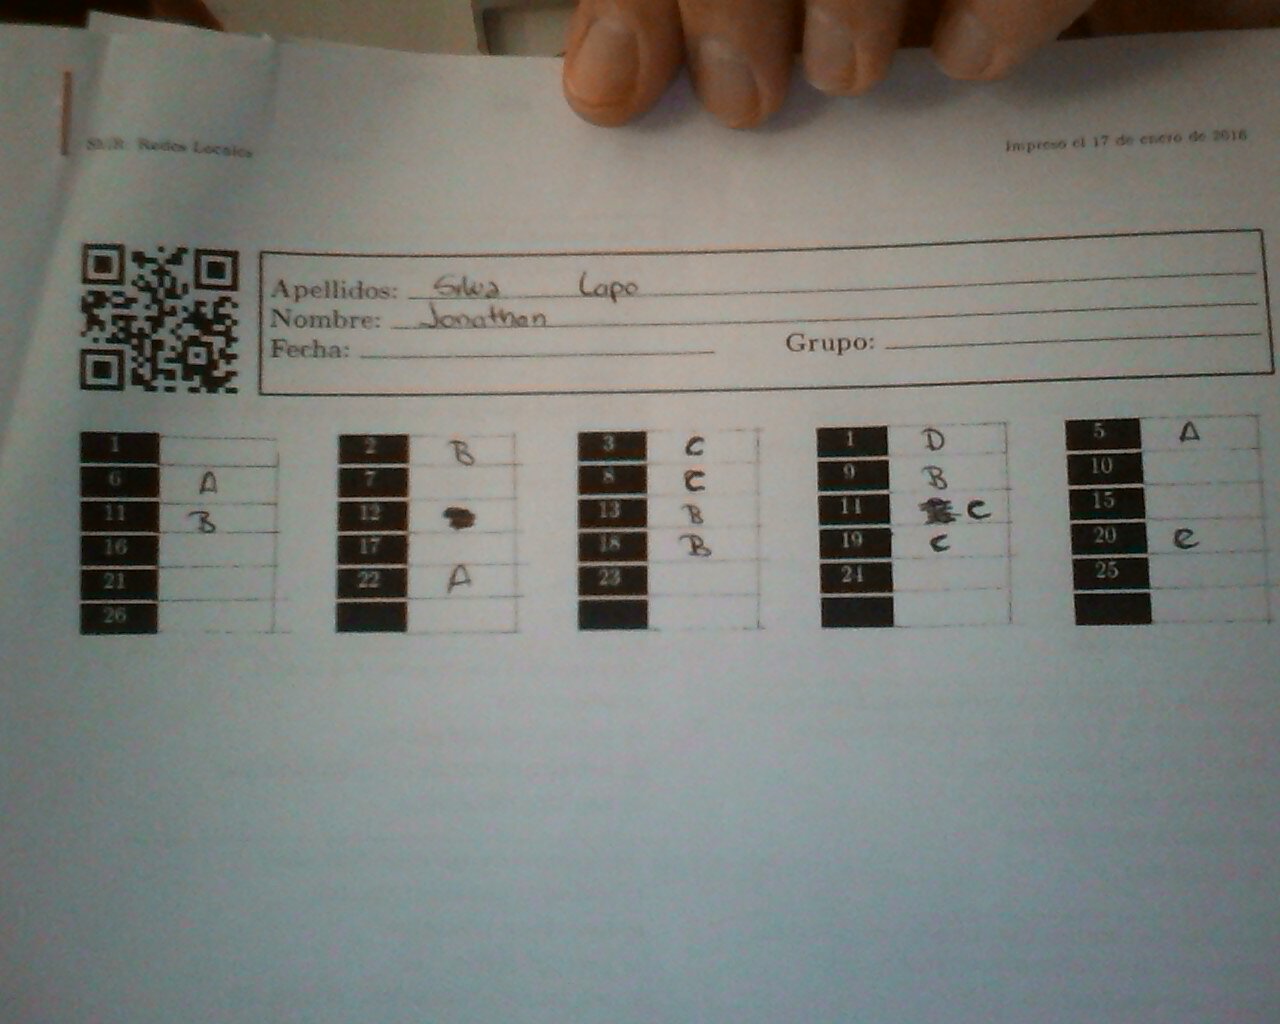 SMR. Redes Locales
Impreso el 17 de enero de 2016
Apellidos: Silva Lapo
Nombre: Jonathan
Fecha:
Grupo:
1 2 B 3 C 4 D 5 A
6 A 7 8 C 9 B 10
11 B 12 13 B 14 C 15
16 17 18 B 19 C 20 C
21 22 A 23 24 25
26